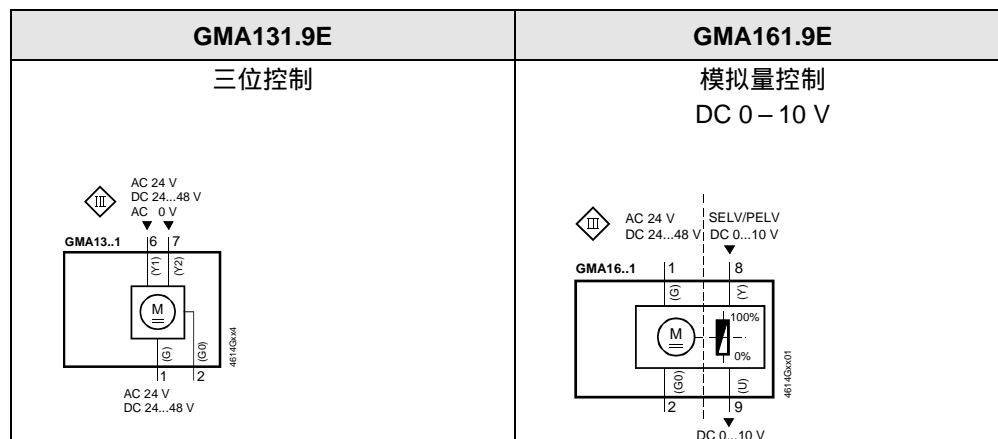 GMA131.9E
GMA161.9E
三位控制
模拟量控制
DC 0 – 10 V
III
AC 24 V
DC 24...48 V
AC 0 V
GMA13..1
6 7
(Y1) (Y2)
M
(G) (G0)
1 2
AC 24 V
DC 24...48 V
4614Gxx4
III
AC 24 V
DC 24...48 V
SELV/PELV
DC 0...10 V
GMA16..1
1 8
(G) (Y)
M
100%
0%
(G0) (U)
2 9
DC 0...10 V
4614Gxx01